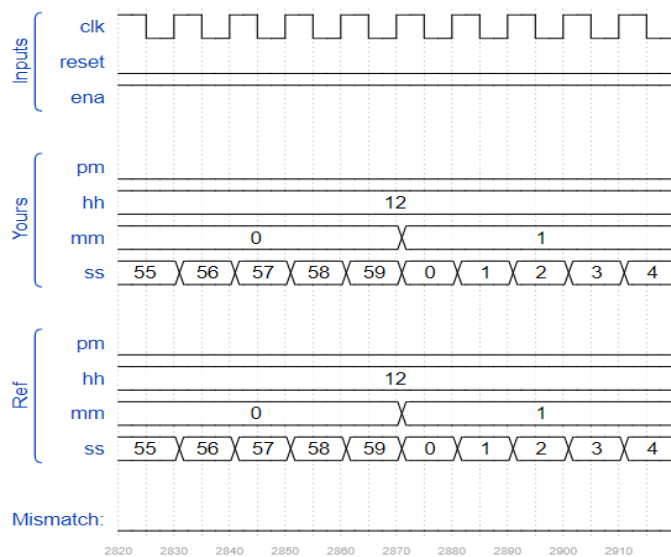 Inputs
clk
reset
ena
Yours
pm
hh 12
mm 0 1
ss 55 56 57 58 59 0 1 2 3 4
Ref
pm
hh 12
mm 0 1
ss 55 56 57 58 59 0 1 2 3 4
Mismatch:
2820 2830 2840 2850 2860 2870 2880 2890 2900 2910